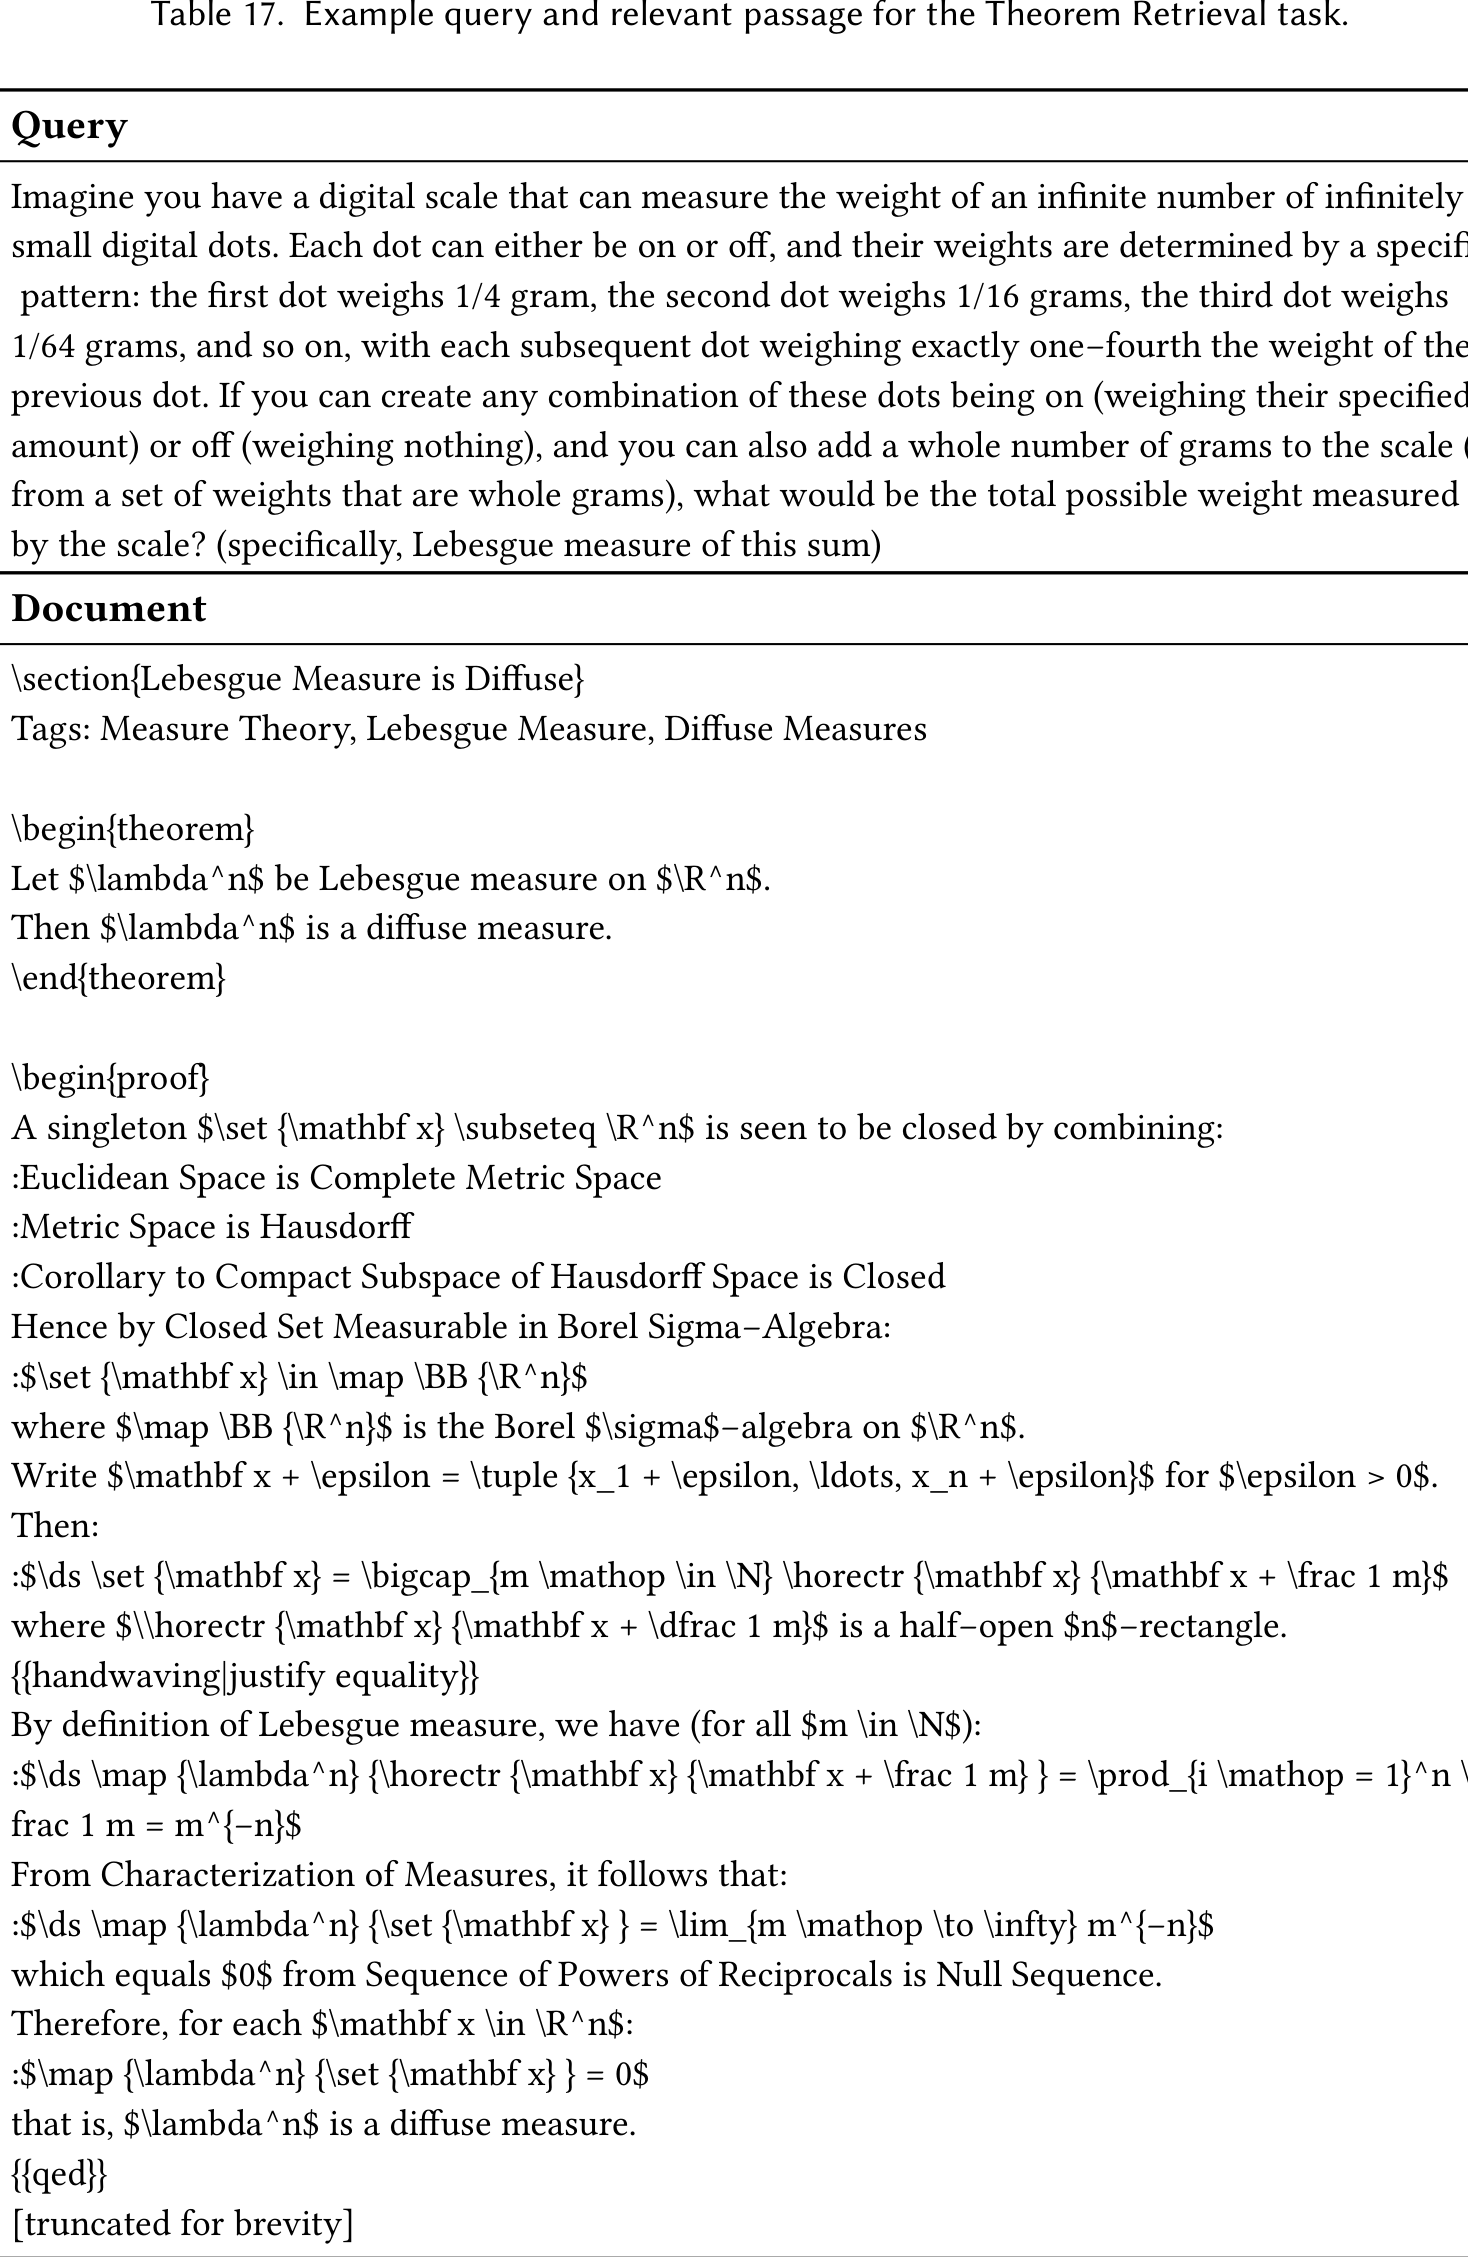 Table 17. Example query and relevant passage for the Theorem Retrieval task.
Query
Imagine you have a digital scale that can measure the weight of an infinite number of infinitely
small digital dots. Each dot can either be on or off, and their weights are determined by a specifi
pattern: the first dot weighs 1/4 gram, the second dot weighs 1/16 grams, the third dot weighs
1/64 grams, and so on, with each subsequent dot weighing exactly one−fourth the weight of the
previous dot. If you can create any combination of these dots being on (weighing their specified
amount) or off (weighing nothing), and you can also add a whole number of grams to the scale (
from a set of weights that are whole grams), what would be the total possible weight measured
by the scale? (specifically, Lebesgue measure of this sum)
Document
\section{Lebesgue Measure is Diffuse}
Tags: Measure Theory, Lebesgue Measure, Diffuse Measures
\begin{theorem}
Let $\lambda^n$ be Lebesgue measure on $\R^n$.
Then $\lambda^n$ is a diffuse measure.
\end{theorem}
\begin{proof}
A singleton $\set {\mathbf x} \subseteq \R^n$ is seen to be closed by combining:
:Euclidean Space is Complete Metric Space
:Metric Space is Hausdorff
:Corollary to Compact Subspace of Hausdorff Space is Closed
Hence by Closed Set Measurable in Borel Sigma−Algebra:
:$\set {\mathbf x} \in \map \BB {\R^n}$
where $\map \BB {\R^n}$ is the Borel $\sigma$−algebra on $\R^n$.
Write $\mathbf x + \epsilon = \tuple {x_1 + \epsilon, \ldots, x_n + \epsilon}$ for $\epsilon > 0$.
Then:
:$\ds \set {\mathbf x} = \bigcap_{m \mathop \in \N} \horectr {\mathbf x} {\mathbf x + \frac 1 m}$
where $\\horectr {\mathbf x} {\mathbf x + \dfrac 1 m}$ is a half−open $n$−rectangle.
{{handwaving|justify equality}}
By definition of Lebesgue measure, we have (for all $m \in \N$):
:$\ds \map {\lambda^n} {\horectr {\mathbf x} {\mathbf x + \frac 1 m} } = \prod_{i \mathop = 1}^n \
frac 1 m = m^{−n}$
From Characterization of Measures, it follows that:
:$\ds \map {\lambda^n} {\set {\mathbf x} } = \lim_{m \mathop \to \infty} m^{−n}$
which equals $0$ from Sequence of Powers of Reciprocals is Null Sequence.
Therefore, for each $\mathbf x \in \R^n$:
:$\map {\lambda^n} {\set {\mathbf x} } = 0$
that is, $\lambda^n$ is a diffuse measure.
{{qed}}
[truncated for brevity]